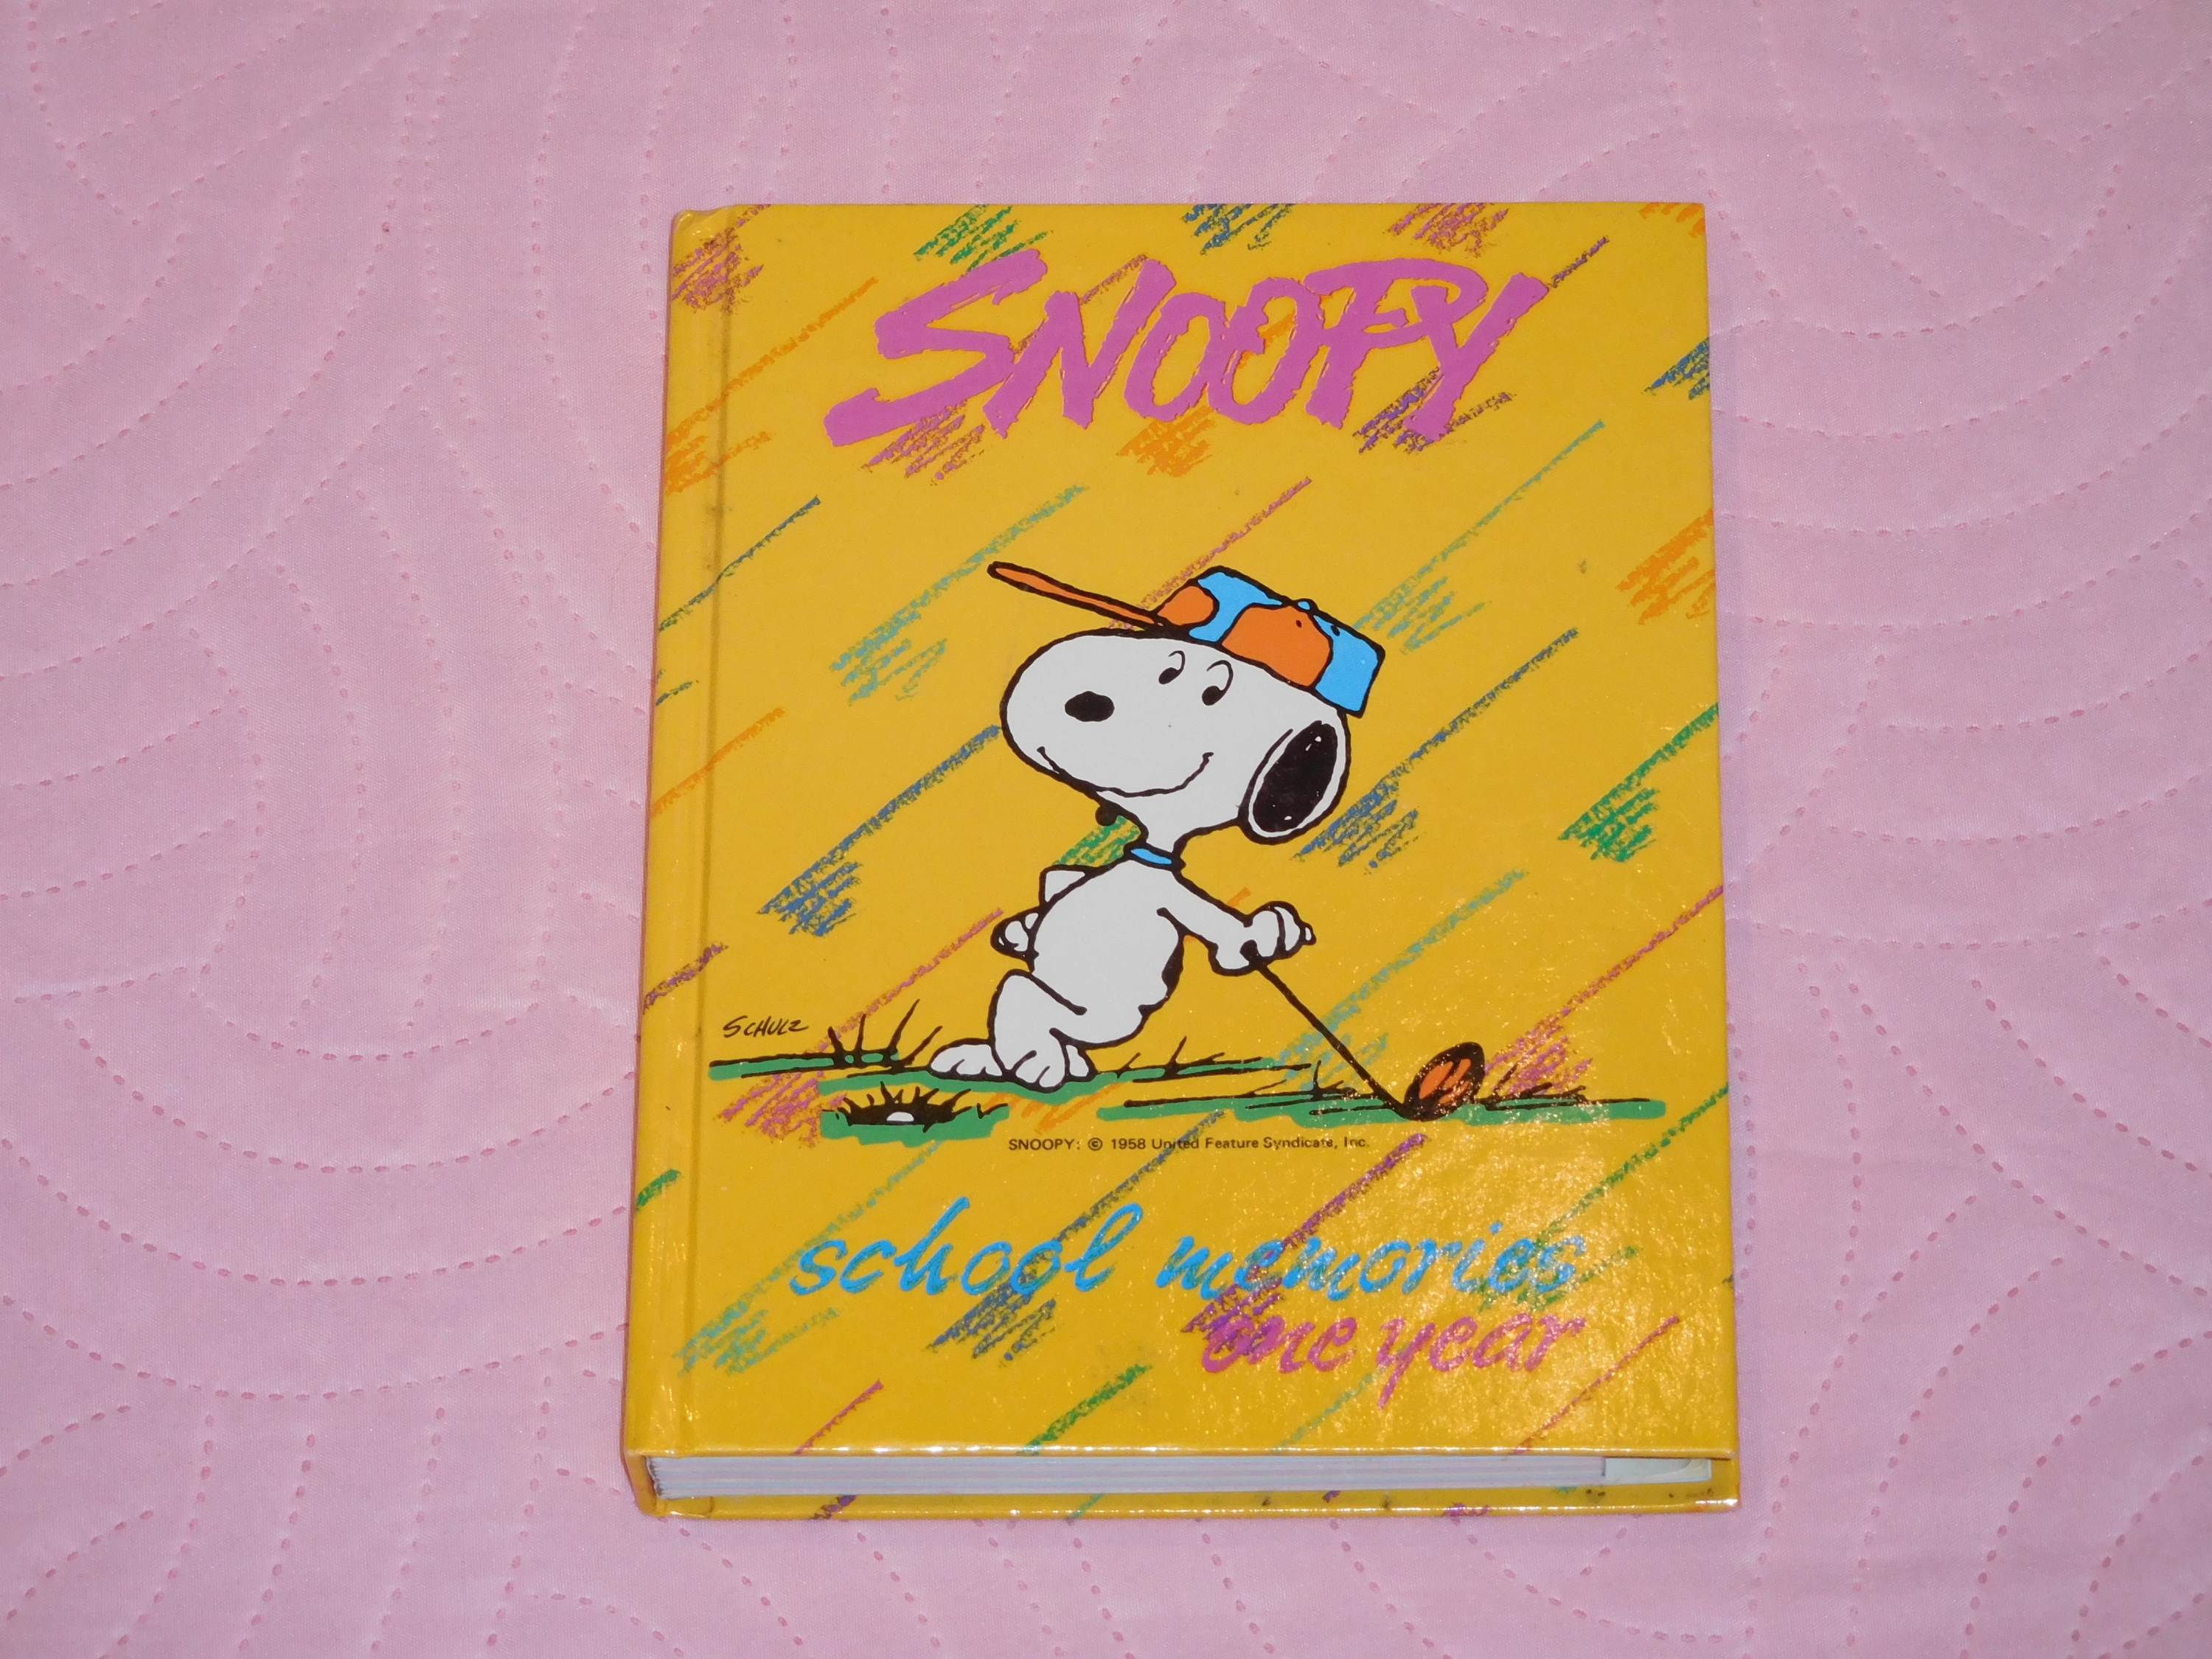 SNOOPY
SCHULZ
SNOOPY: © 1958 United Feature Syndicate, Inc.
school memories
one year